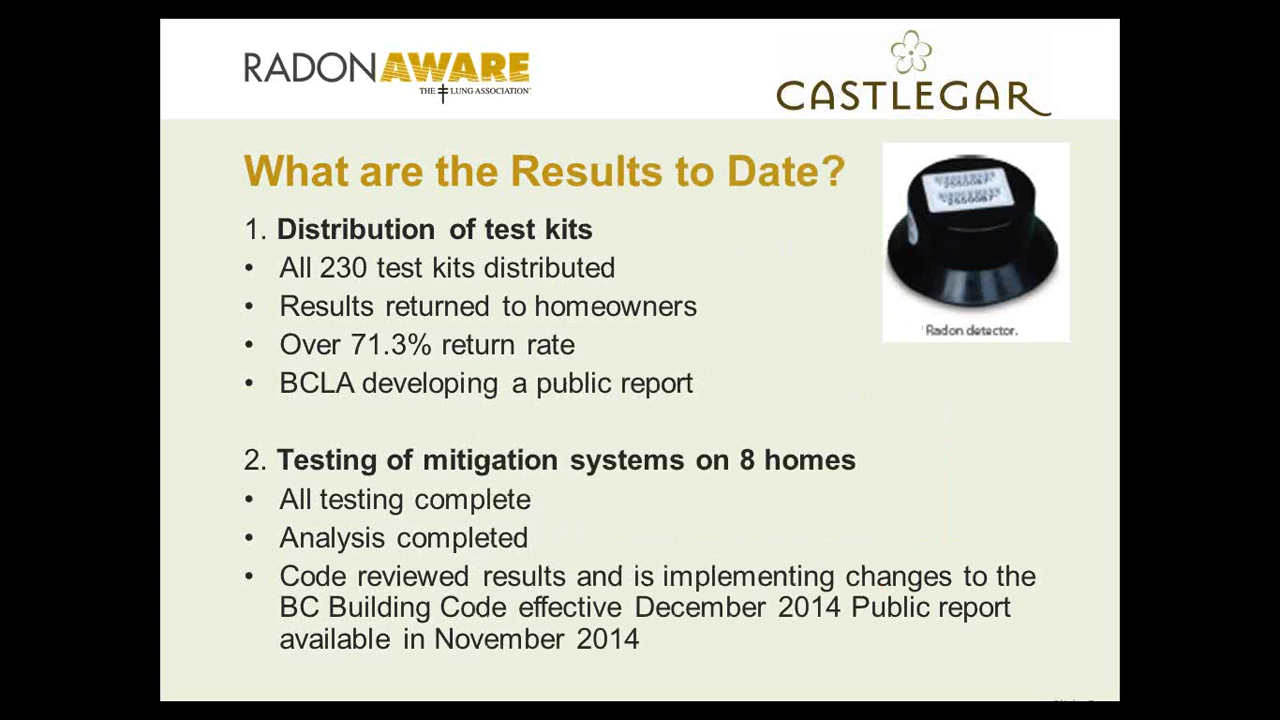 RADONAWARE
THE LUNG ASSOCIATION
CASTLEGAR
What are the Results to Date?
1. Distribution of test kits
• All 230 test kits distributed
• Results returned to homeowners
• Over 71.3% return rate
• BCLA developing a public report
2550087
2550087
Radon detector.
2. Testing of mitigation systems on 8 homes
• All testing complete
• Analysis completed
• Code reviewed results and is implementing changes to the
BC Building Code effective December 2014 Public report
available in November 2014